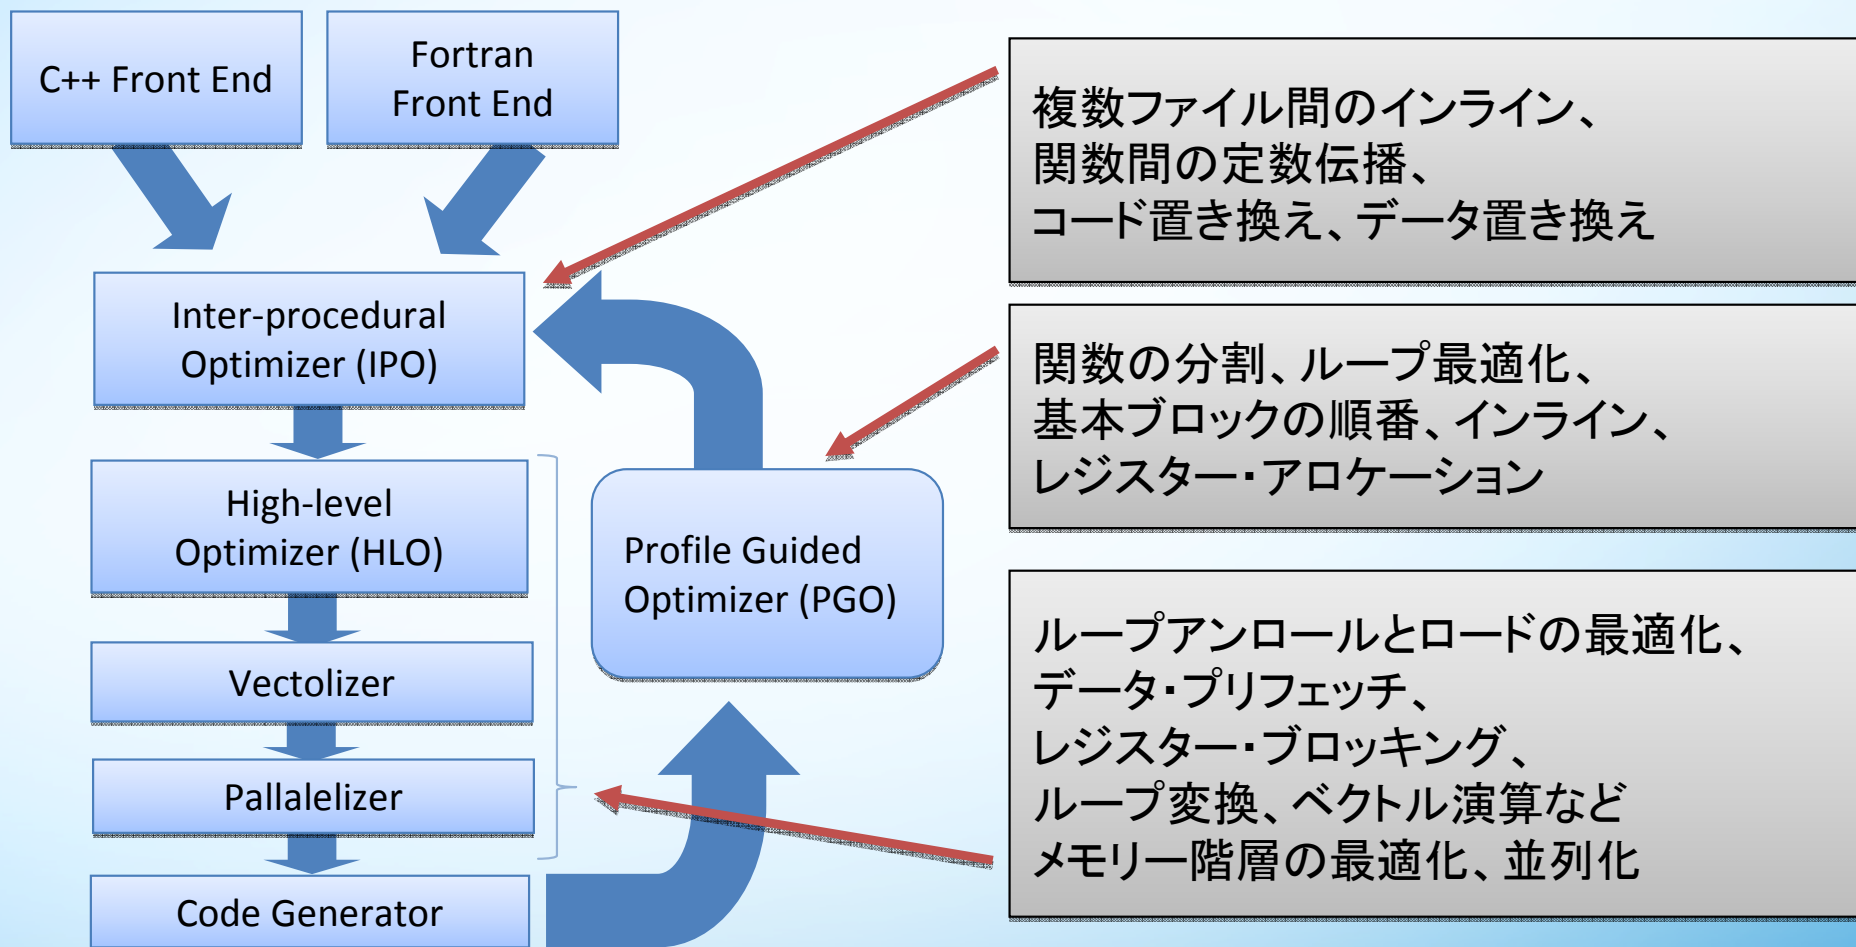 C++ Front End
Fortran
Front End
Inter-procedural
Optimizer (IPO)
High-level
Optimizer (HLO)
Vectolizer
Pallalelizer
Code Generator
Profile Guided
Optimizer (PGO)
複数ファイル間のインライン、
関数間の定数伝播、
コード置き換え、データ置き換え
関数の分割、ループ最適化、
基本ブロックの順番、インライン、
レジスター・アロケーション
ループアンロールとロードの最適化、
データ・プリフェッチ、
レジスター・ブロッキング、
ループ変換、ベクトル演算など
メモリー階層の最適化、並列化